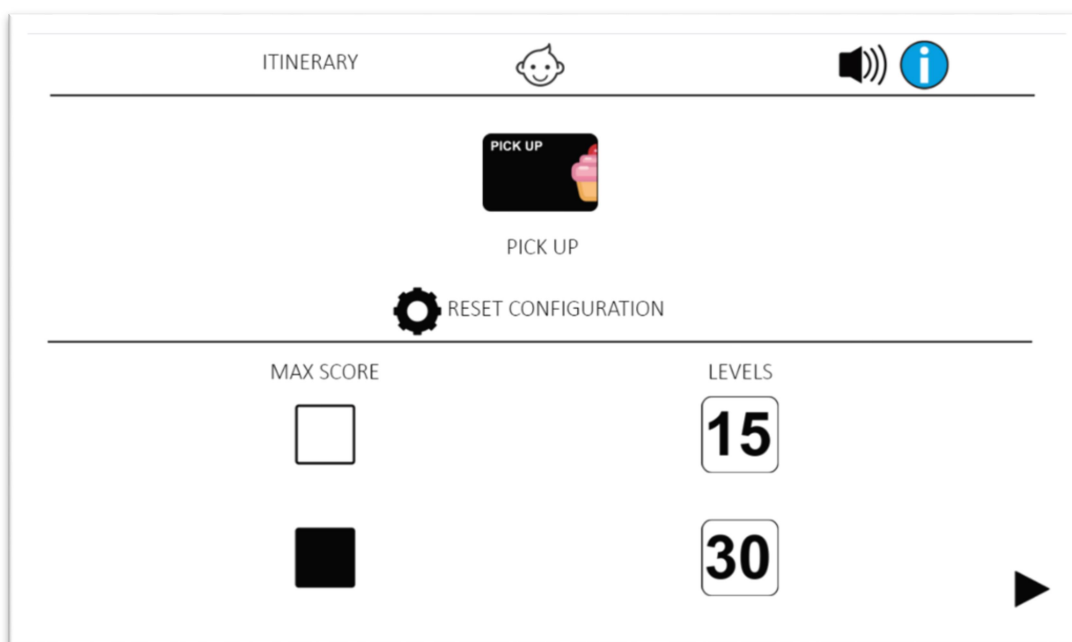 ITINERARY
i
PICK UP
PICK UP
RESET CONFIGURATION
MAX SCORE
LEVELS
15
30